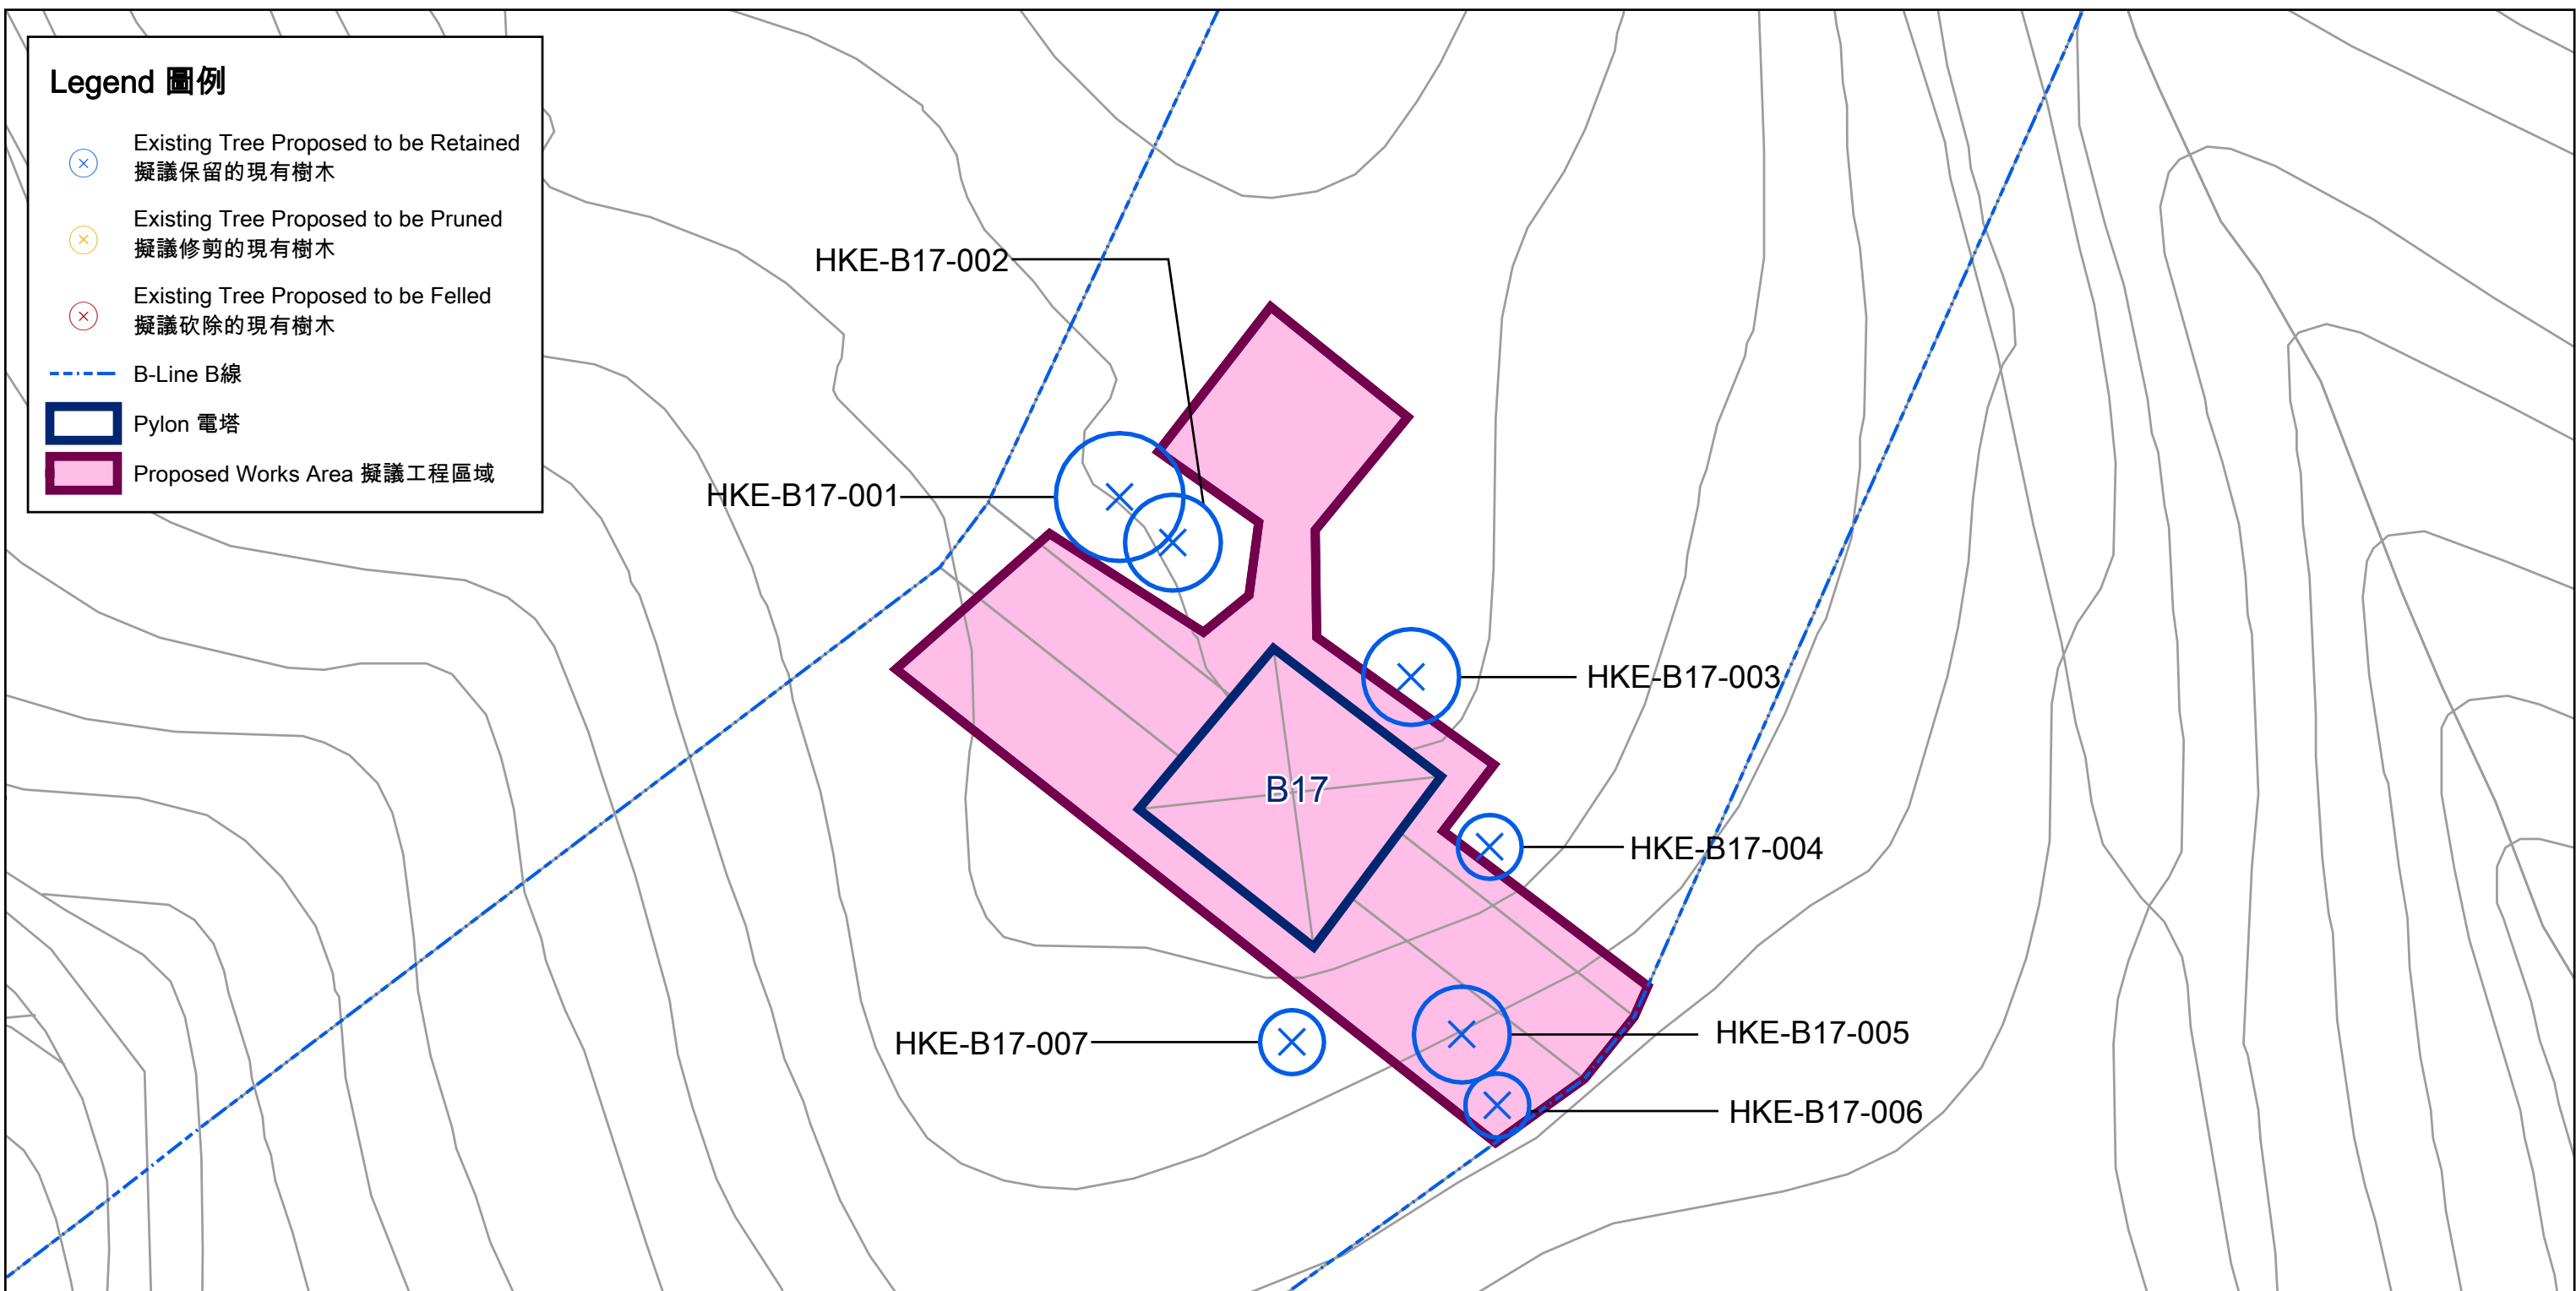 Legend 圖例
Existing Tree Proposed to be Retained
擬議保留的現有樹木
Existing Tree Proposed to be Pruned
擬議修剪的現有樹木
Existing Tree Proposed to be Felled
擬議砍除的現有樹木
B-Line B線
Pylon 電塔
Proposed Works Area 擬議工程區域
HKE-B17-002
HKE-B17-001
HKE-B17-003
B17
HKE-B17-004
HKE-B17-007
HKE-B17-005
HKE-B17-006